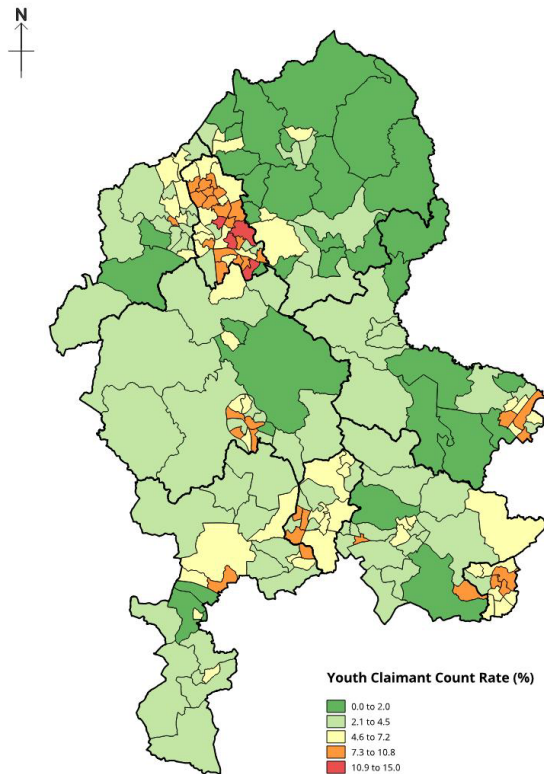 N
Youth Claimant Count Rate (%)
0.0 to 2.0
2.1 to 4.5
4.6 to 7.2
7.3 to 10.8
10.9 to 15.0